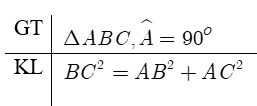 GT ΔABC, Â = 90°
KL BC² = AB² + AC²